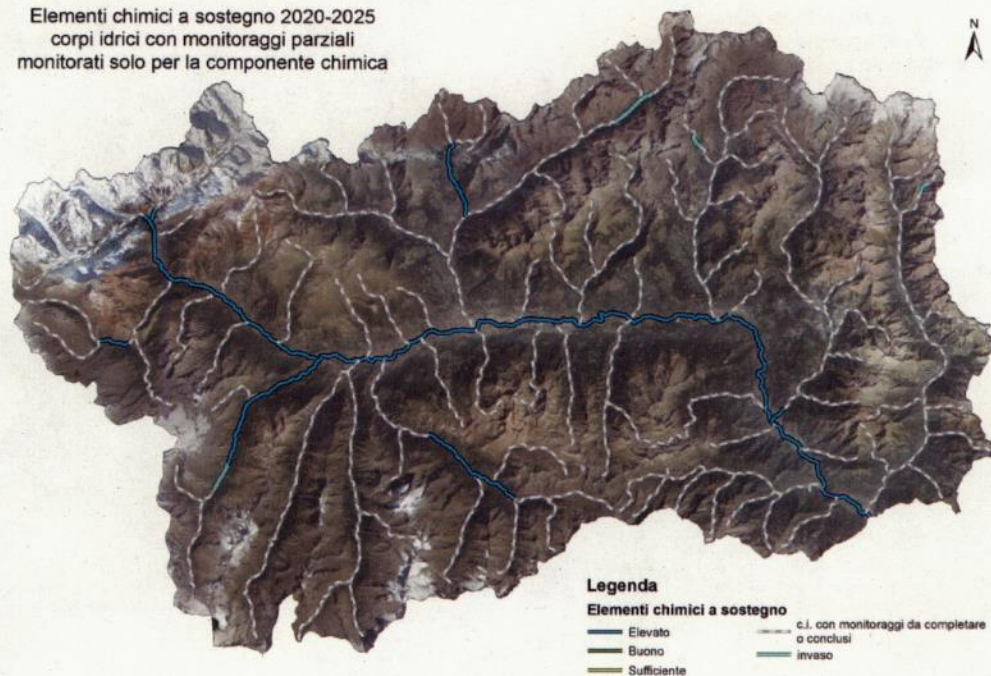 Elementi chimici a sostegno 2020-2025
corpi idrici con monitoraggi parziali
monitorati solo per la componente chimica
N
Legenda
Elementi chimici a sostegno
Elevato
Buono
Sufficiente
c.i. con monitoraggi da completare
o conclusi
invaso